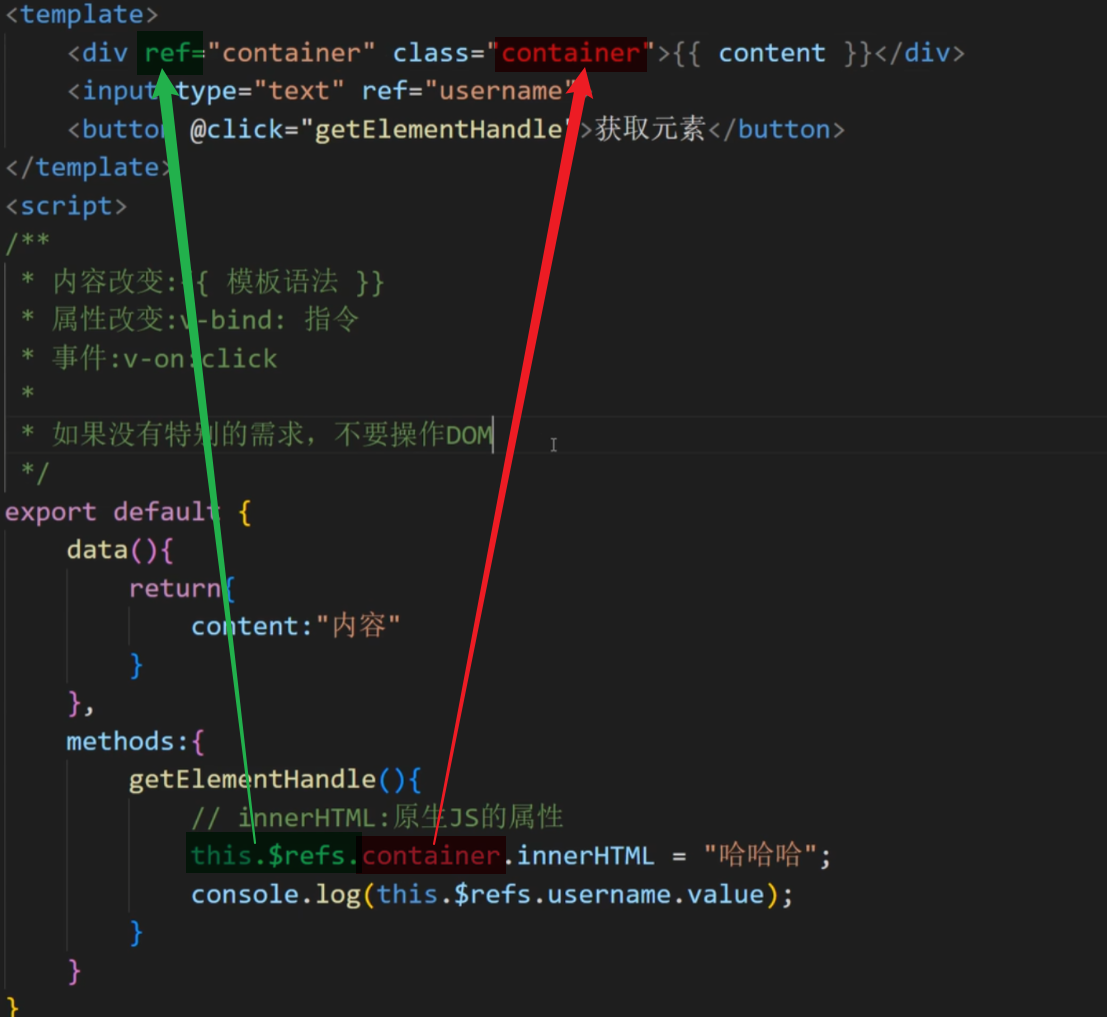 <template>
<div ref="container" class="container">{{ content }}</div>
<input type="text" ref="username">
<button @click="getElementHandle">获取元素</button>
</template>
<script>
/**
* 内容改变:{{ 模板语法 }}
* 属性改变:v-bind: 指令
* 事件:v-on:click
*
* 如果没有特别的需求，不要操作DOM
*/
export default {
data(){
return{
content:"内容"
}
},
methods:{
getElementHandle(){
// innerHTML:原生JS的属性
this.$refs.container.innerHTML = "哈哈哈";
console.log(this.$refs.username.value);
}
}
}